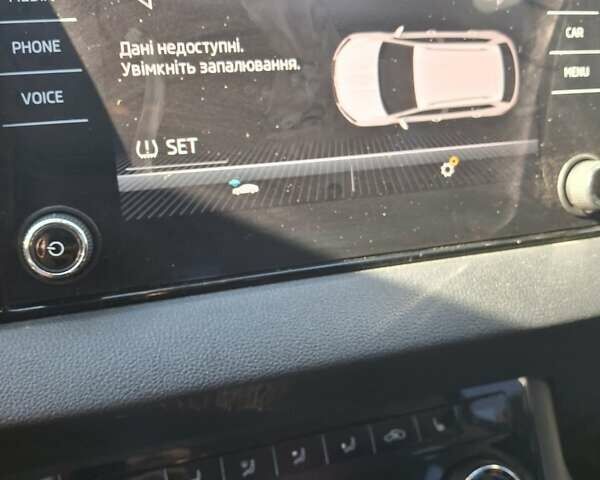 PHONE
VOICE
Дані недоступні.
Увімкніть запалювання.
SET
CAR
MENU